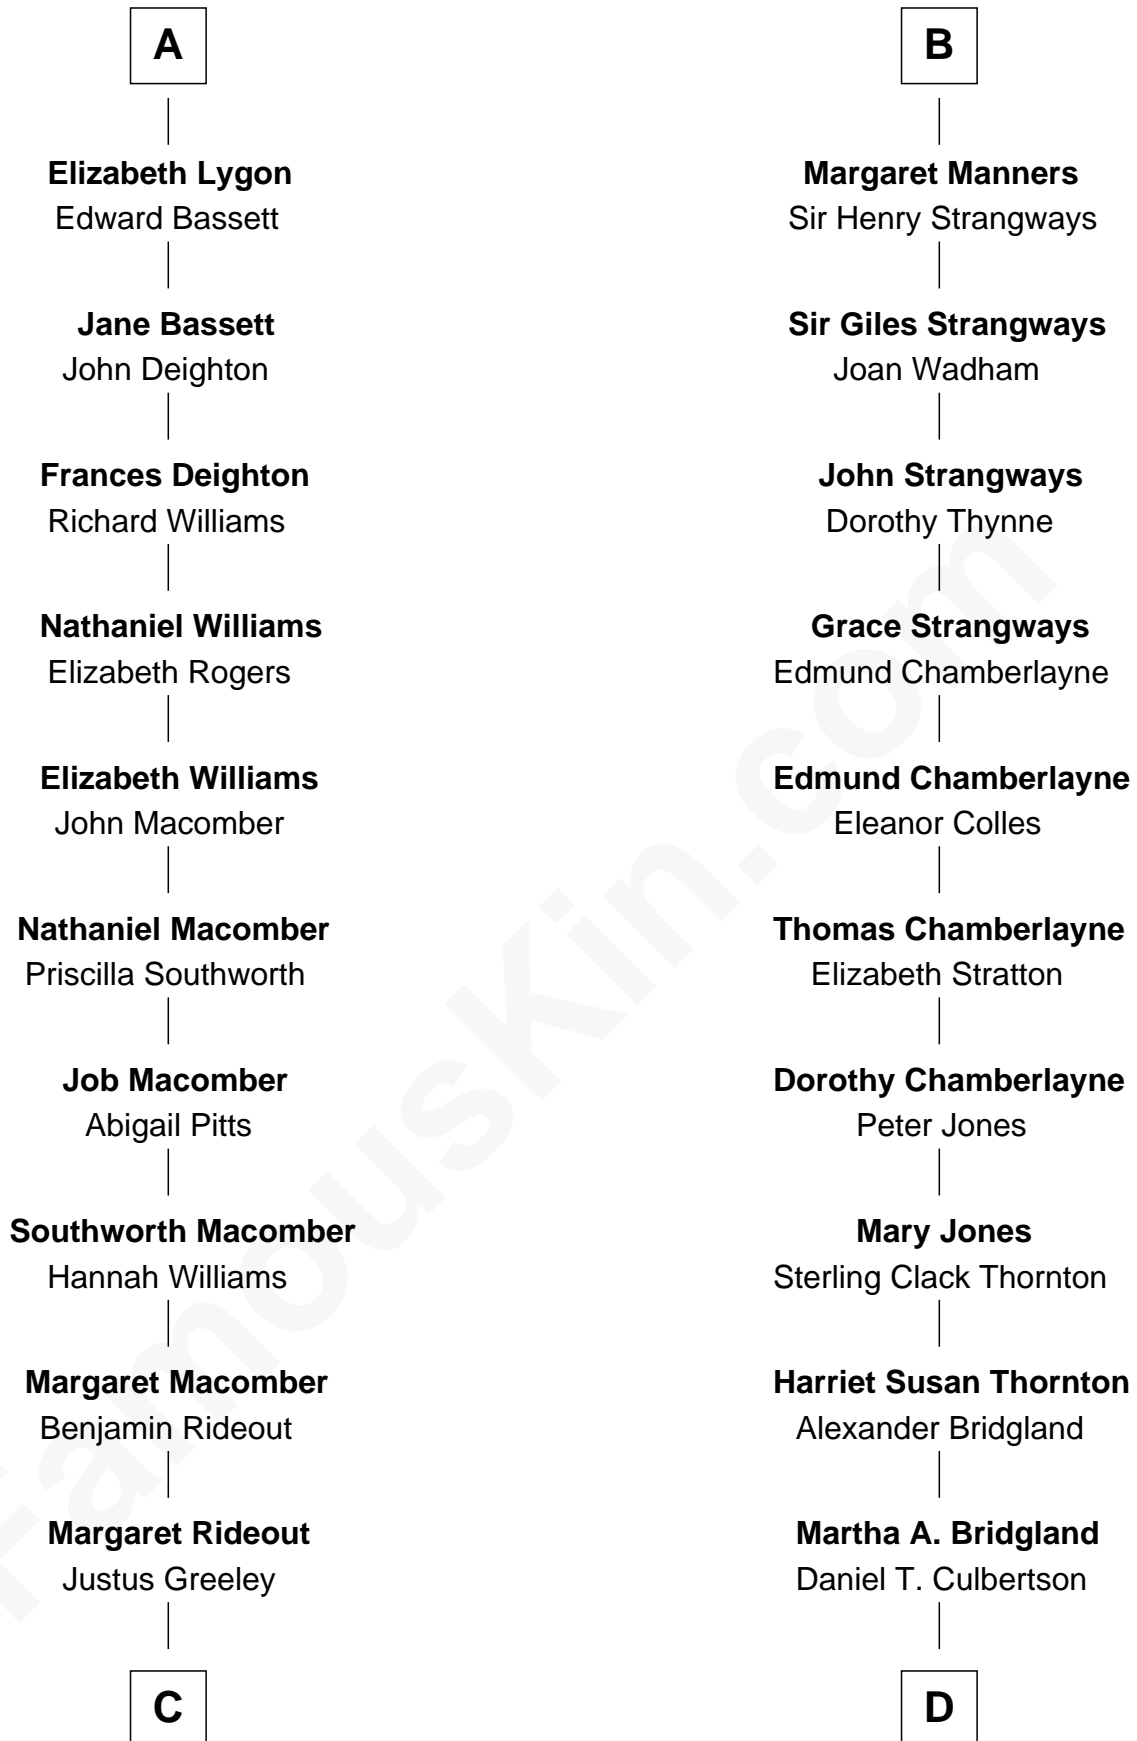 A
Elizabeth Lygon
Edward Bassett
Jane Bassett
John Deighton
Frances Deighton
Richard Williams
Nathaniel Williams
Elizabeth Rogers
Elizabeth Williams
John Macomber
Nathaniel Macomber
Priscilla Southworth
Job Macomber
Abigail Pitts
Southworth Macomber
Hannah Williams
Margaret Macomber
Benjamin Rideout
Margaret Rideout
Justus Greeley
C
B
Margaret Manners
Sir Henry Strangways
Sir Giles Strangways
Joan Wadham
John Strangways
Dorothy Thynne
Grace Strangways
Edmund Chamberlayne
Edmund Chamberlayne
Eleanor Colles
Thomas Chamberlayne
Elizabeth Stratton
Dorothy Chamberlayne
Peter Jones
Mary Jones
Sterling Clack Thornton
Harriet Susan Thornton
Alexander Bridgland
Martha A. Bridgland
Daniel T. Culbertson
D
FamousKin.com